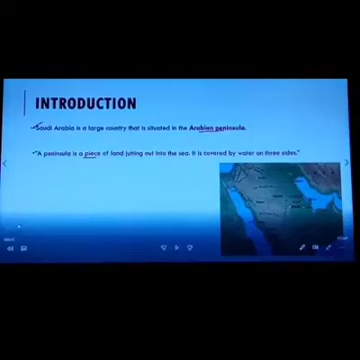 INTRODUCTION
Saudi Arabia is a large country that is situated in the Arabian peninsula.
•"A peninsula is a piece of land jutting out into the sea. It is covered by water on three sides."